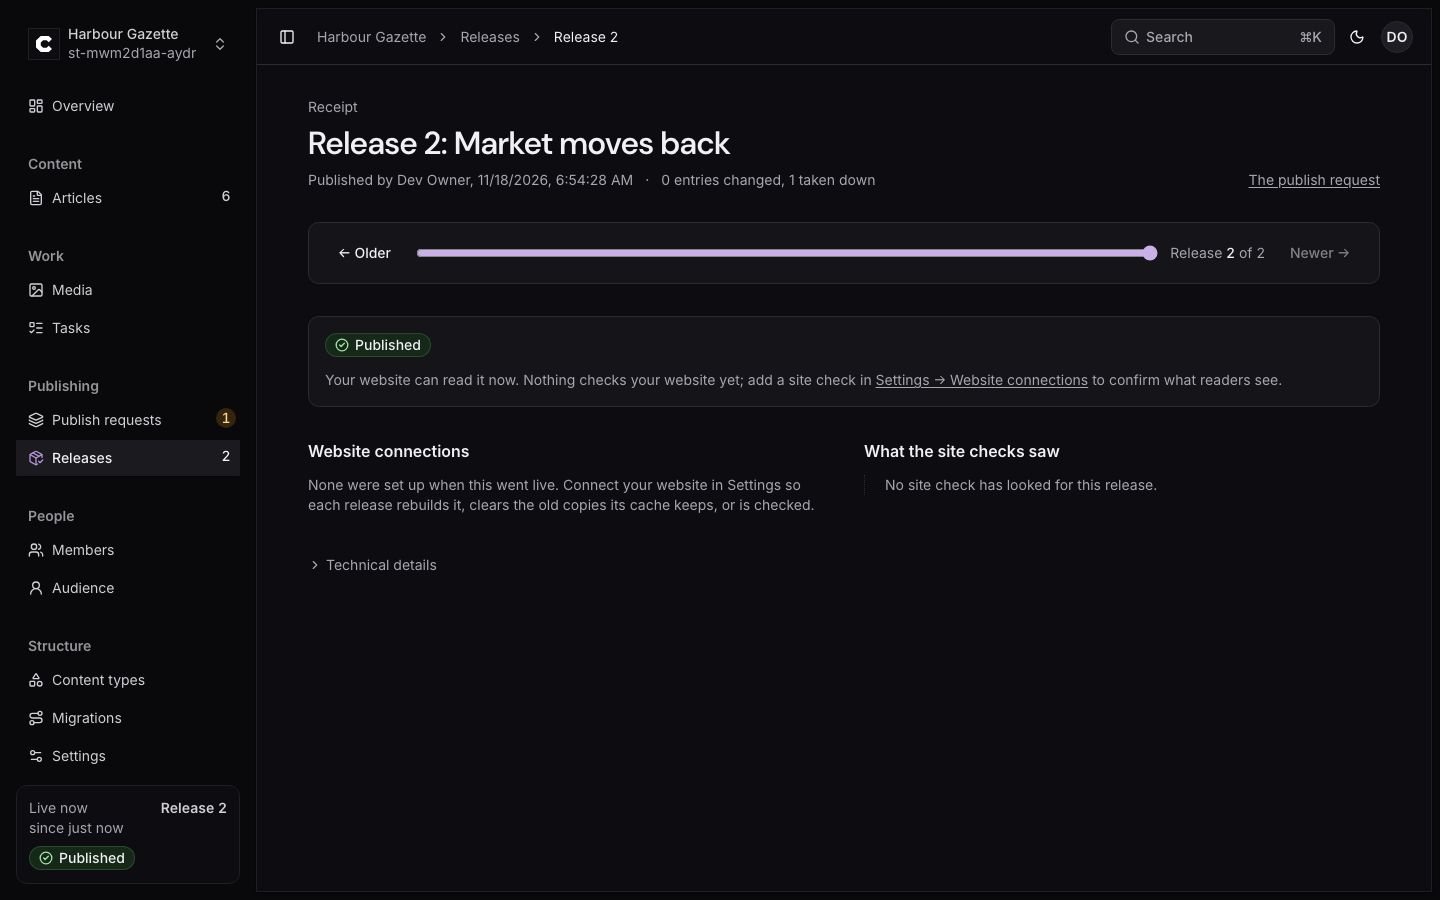 Harbour Gazette
st-mwm2d1aa-aydr
Overview
Content
Articles 6
Work
Media
Tasks
Publishing
Publish requests 1
Releases 2
People
Members
Audience
Structure
Content types
Migrations
Settings
Live now Release 2
since just now
Published
Harbour Gazette > Releases > Release 2
Search ⌘K
DO
Receipt
Release 2: Market moves back
Published by Dev Owner, 11/18/2026, 6:54:28 AM · 0 entries changed, 1 taken down
The publish request
← Older
Release 2 of 2
Newer →
Published
Your website can read it now. Nothing checks your website yet; add a site check in Settings → Website connections to confirm what readers see.
Website connections
None were set up when this went live. Connect your website in Settings so
each release rebuilds it, clears the old copies its cache keeps, or is checked.
What the site checks saw
No site check has looked for this release.
Technical details